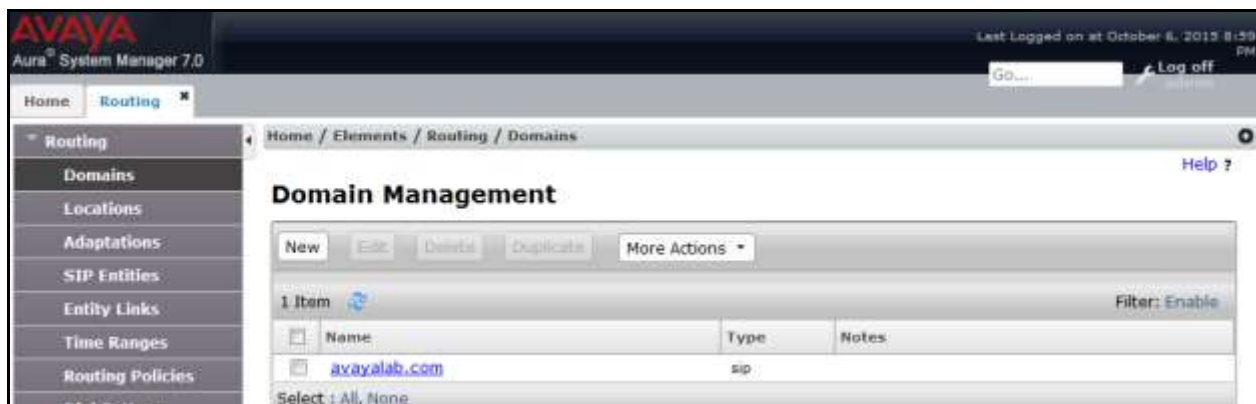 AVAYA
Aura® System Manager 7.0
Last Logged on at October 6, 2015 8:59 PM
Go...
Log off
Home
Routing
Routing
Domains
Locations
Adaptations
SIP Entities
Entity Links
Time Ranges
Routing Policies
Home / Elements / Routing / Domains
Help ?
Domain Management
New Edit Delete Duplicate More Actions
1 Item Filter: Enable
Name Type Notes
avayalab.com sip
Select : All, None